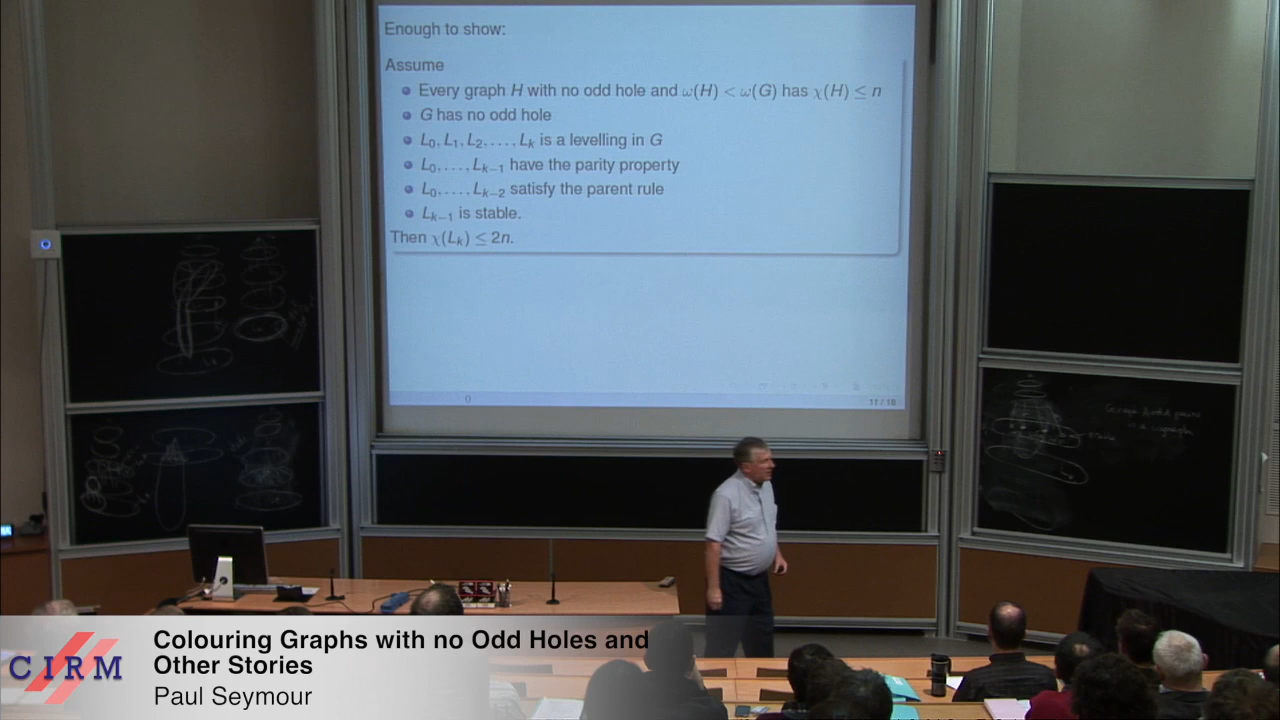 Enough to show:
Assume
• Every graph H with no odd hole and ω(H) < ω(G) has χ(H) ≤ n
• G has no odd hole
• L₀, L₁, L₂, . . . , Lₖ is a levelling in G
• L₀, . . . , Lₖ₋₁ have the parity property
• L₀, . . . , Lₖ₋₂ satisfy the parent rule
• Lₖ₋₁ is stable.
Then χ(Lₖ) ≤ 2n.
0
11 / 18
CIRM
Colouring Graphs with no Odd Holes and
Other Stories
Paul Seymour